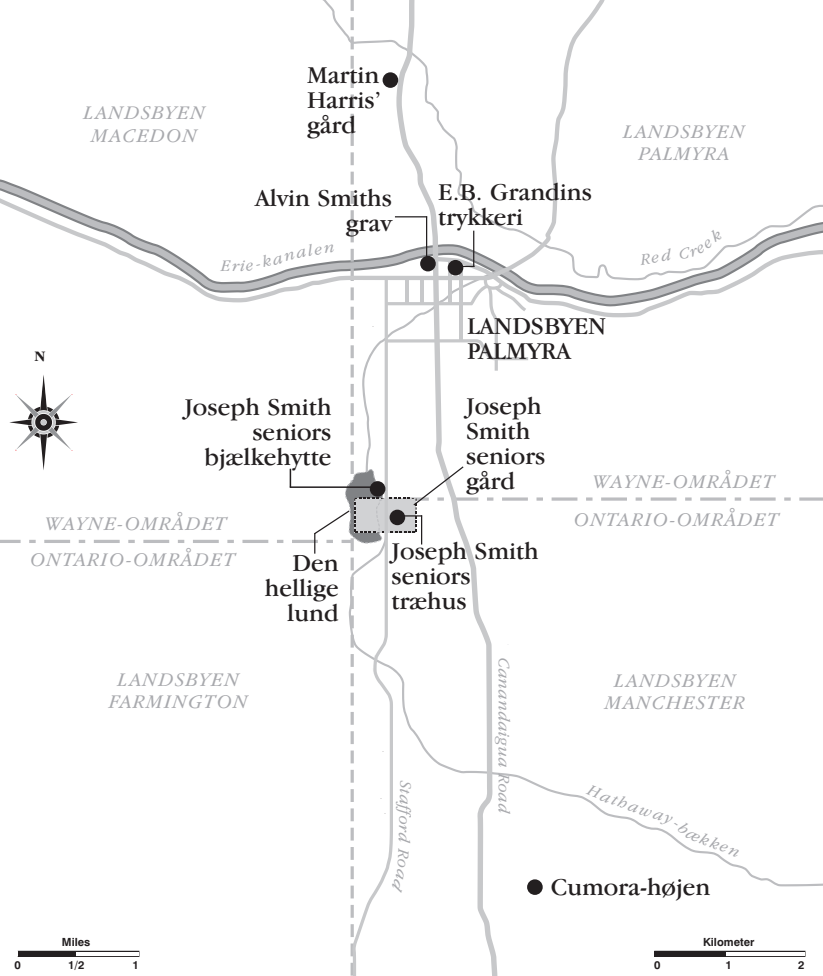 Martin
Harris’
gård
LANDSBYEN
MACEDON
LANDSBYEN
PALMYRA
Alvin Smiths
grav
E.B. Grandins
trykkeri
Erie-kanalen
Red Creek
LANDSBYEN
PALMYRA
N
Joseph Smith
seniors
bjælkehytte
Joseph
Smith
seniors
gård
WAYNE-OMRÅDET
ONTARIO-OMRÅDET
WAYNE-OMRÅDET
ONTARIO-OMRÅDET
Den
hellige
lund
Joseph Smith
seniors
træhus
LANDSBYEN
FARMINGTON
LANDSBYEN
MANCHESTER
Canandaigua Road
Stafford Road
Hathaway-bækken
Cumora-højen
Miles
0 1/2 1
Kilometer
0 1 2